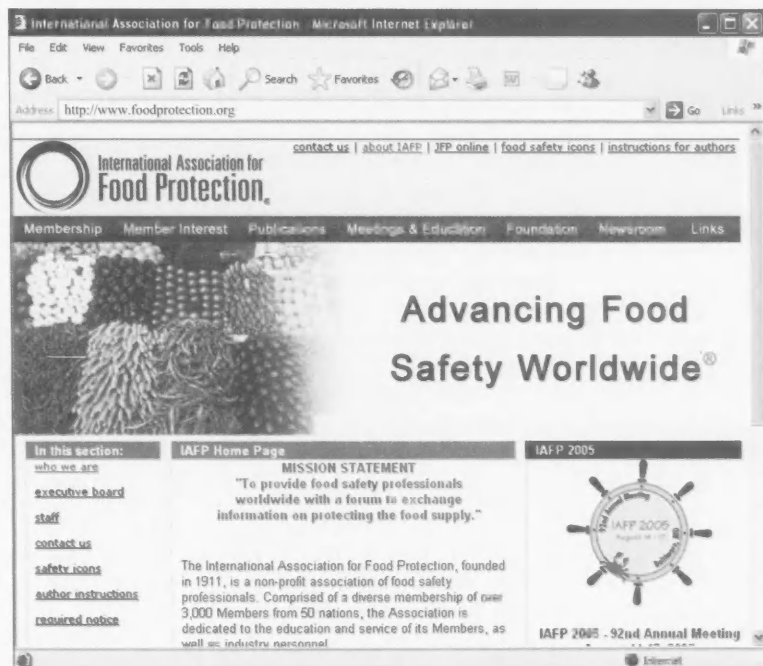 International Association for Food Protection Microsoft Internet Explorer
File Edit View Favorites Tools Help
Back Search Favorites
Address http://www.foodprotection.org Go Links »
contact us | about IAFP | JFP online | food safety icons | instructions for authors
International Association for
Food Protection®
Membership Member Interest Publications Meetings & Education Foundation Newsroom Links
Advancing Food
Safety Worldwide®
In this section:
who we are
executive board
staff
contact us
safety icons
author instructions
required notice
IAFP Home Page
MISSION STATEMENT
"To provide food safety professionals
worldwide with a forum to exchange
information on protecting the food supply."
The International Association for Food Protection, founded
in 1911, is a non-profit association of food safety
professionals. Comprised of a diverse membership of over
3,000 Members from 50 nations, the Association is
dedicated to the education and service of its Members, as
well as industry personnel
IAFP 2005
92nd Annual Meeting
IAFP 2005
IAFP 2005 - 92nd Annual Meeting
Internet